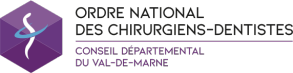 ORDRE NATIONAL
DES CHIRURGIENS-DENTISTES
CONSEIL DÉPARTEMENTAL
DU VAL-DE-MARNE